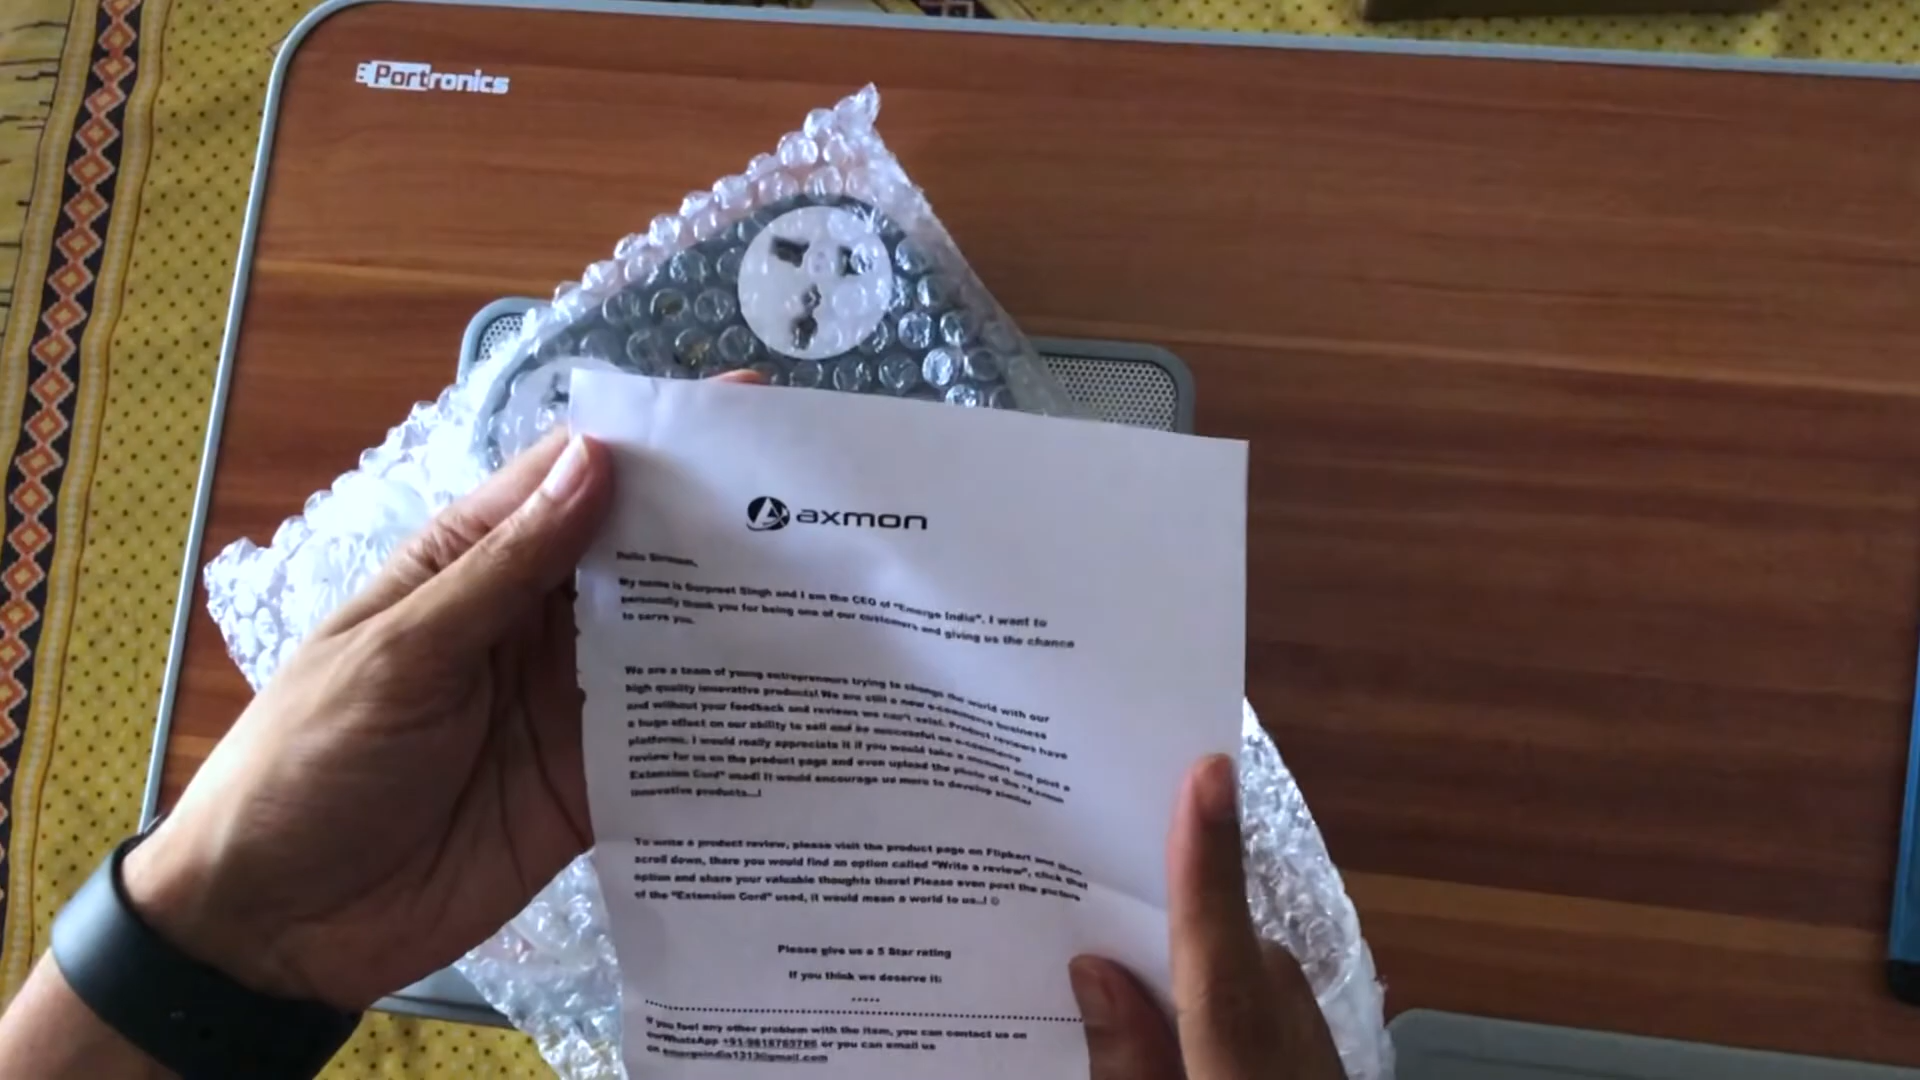 Portronics
axmon
Hello Sir/mam,
My name is Gurpreet Singh and I am the CEO of "Emerge India". I want to
personally thank you for being one of our customers and giving us the chance
to serve you.
We are a team of young entrepreneurs trying to change the world with our
high quality innovative products! We are still a new e-commerce business
and without your feedback and reviews we can't exist. Product reviews have
a huge effect on our ability to sell and be successful on e-commerce
platforms. I would really appreciate it if you would take a moment and post a
review for us on the product page and even upload the photo of the "Axmon
Extension Cord" used! It would encourage us more to develop similar
innovative products...!
To write a product review, please visit the product page on Flipkart and then
scroll down, there you would find an option called "Write a review", click that
option and share your valuable thoughts there! Please even post the picture
of the "Extension Cord" used, it would mean a world to us..! ☺
Please give us a 5 Star rating
If you think we deserve it:
*****
If you feel any other problem with the item, you can contact us on
our WhatsApp or you can email us
on emergeindia1313@gmail.com